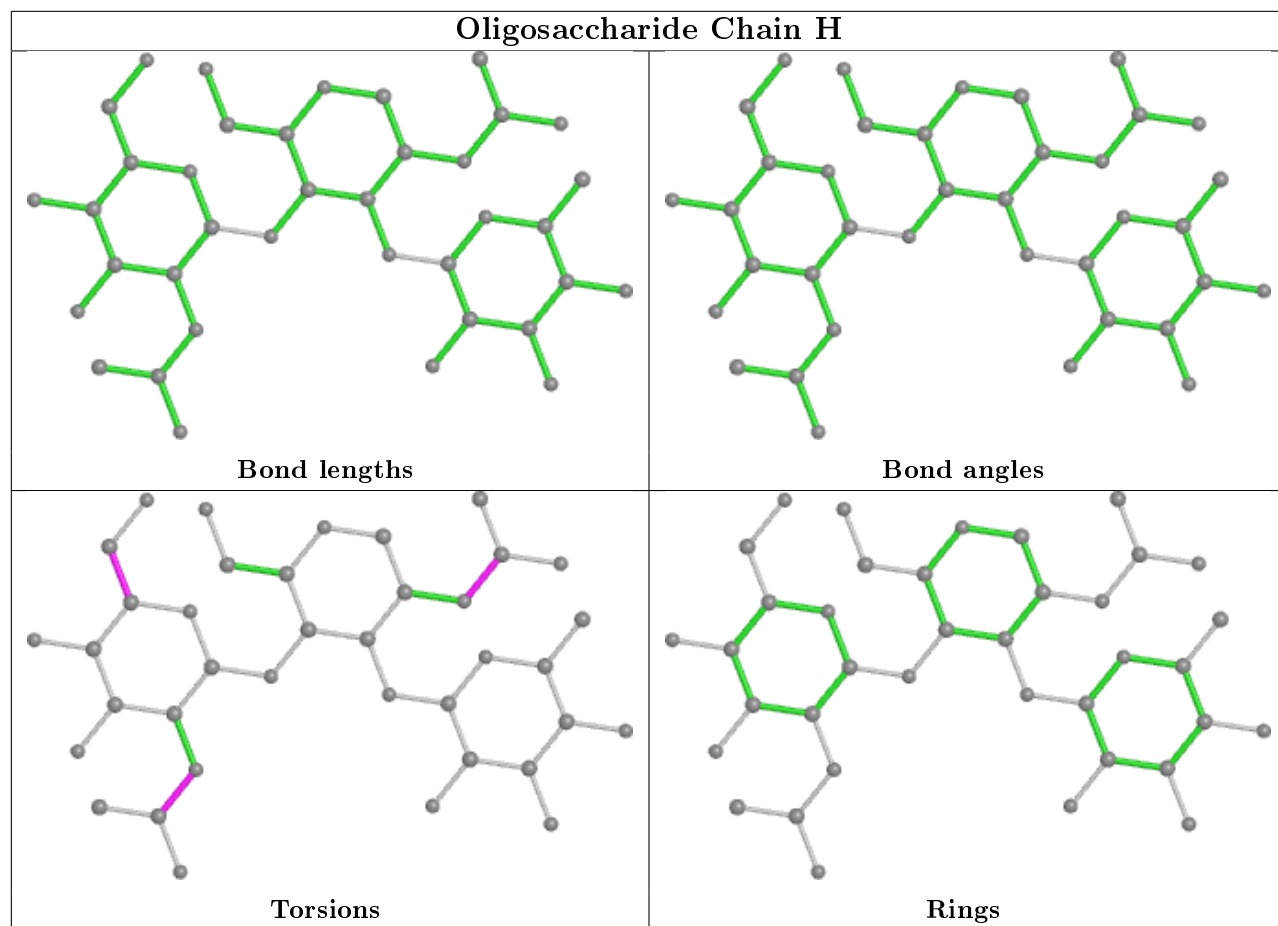 Oligosaccharide Chain H
Bond lengths
Bond angles
Torsions
Rings